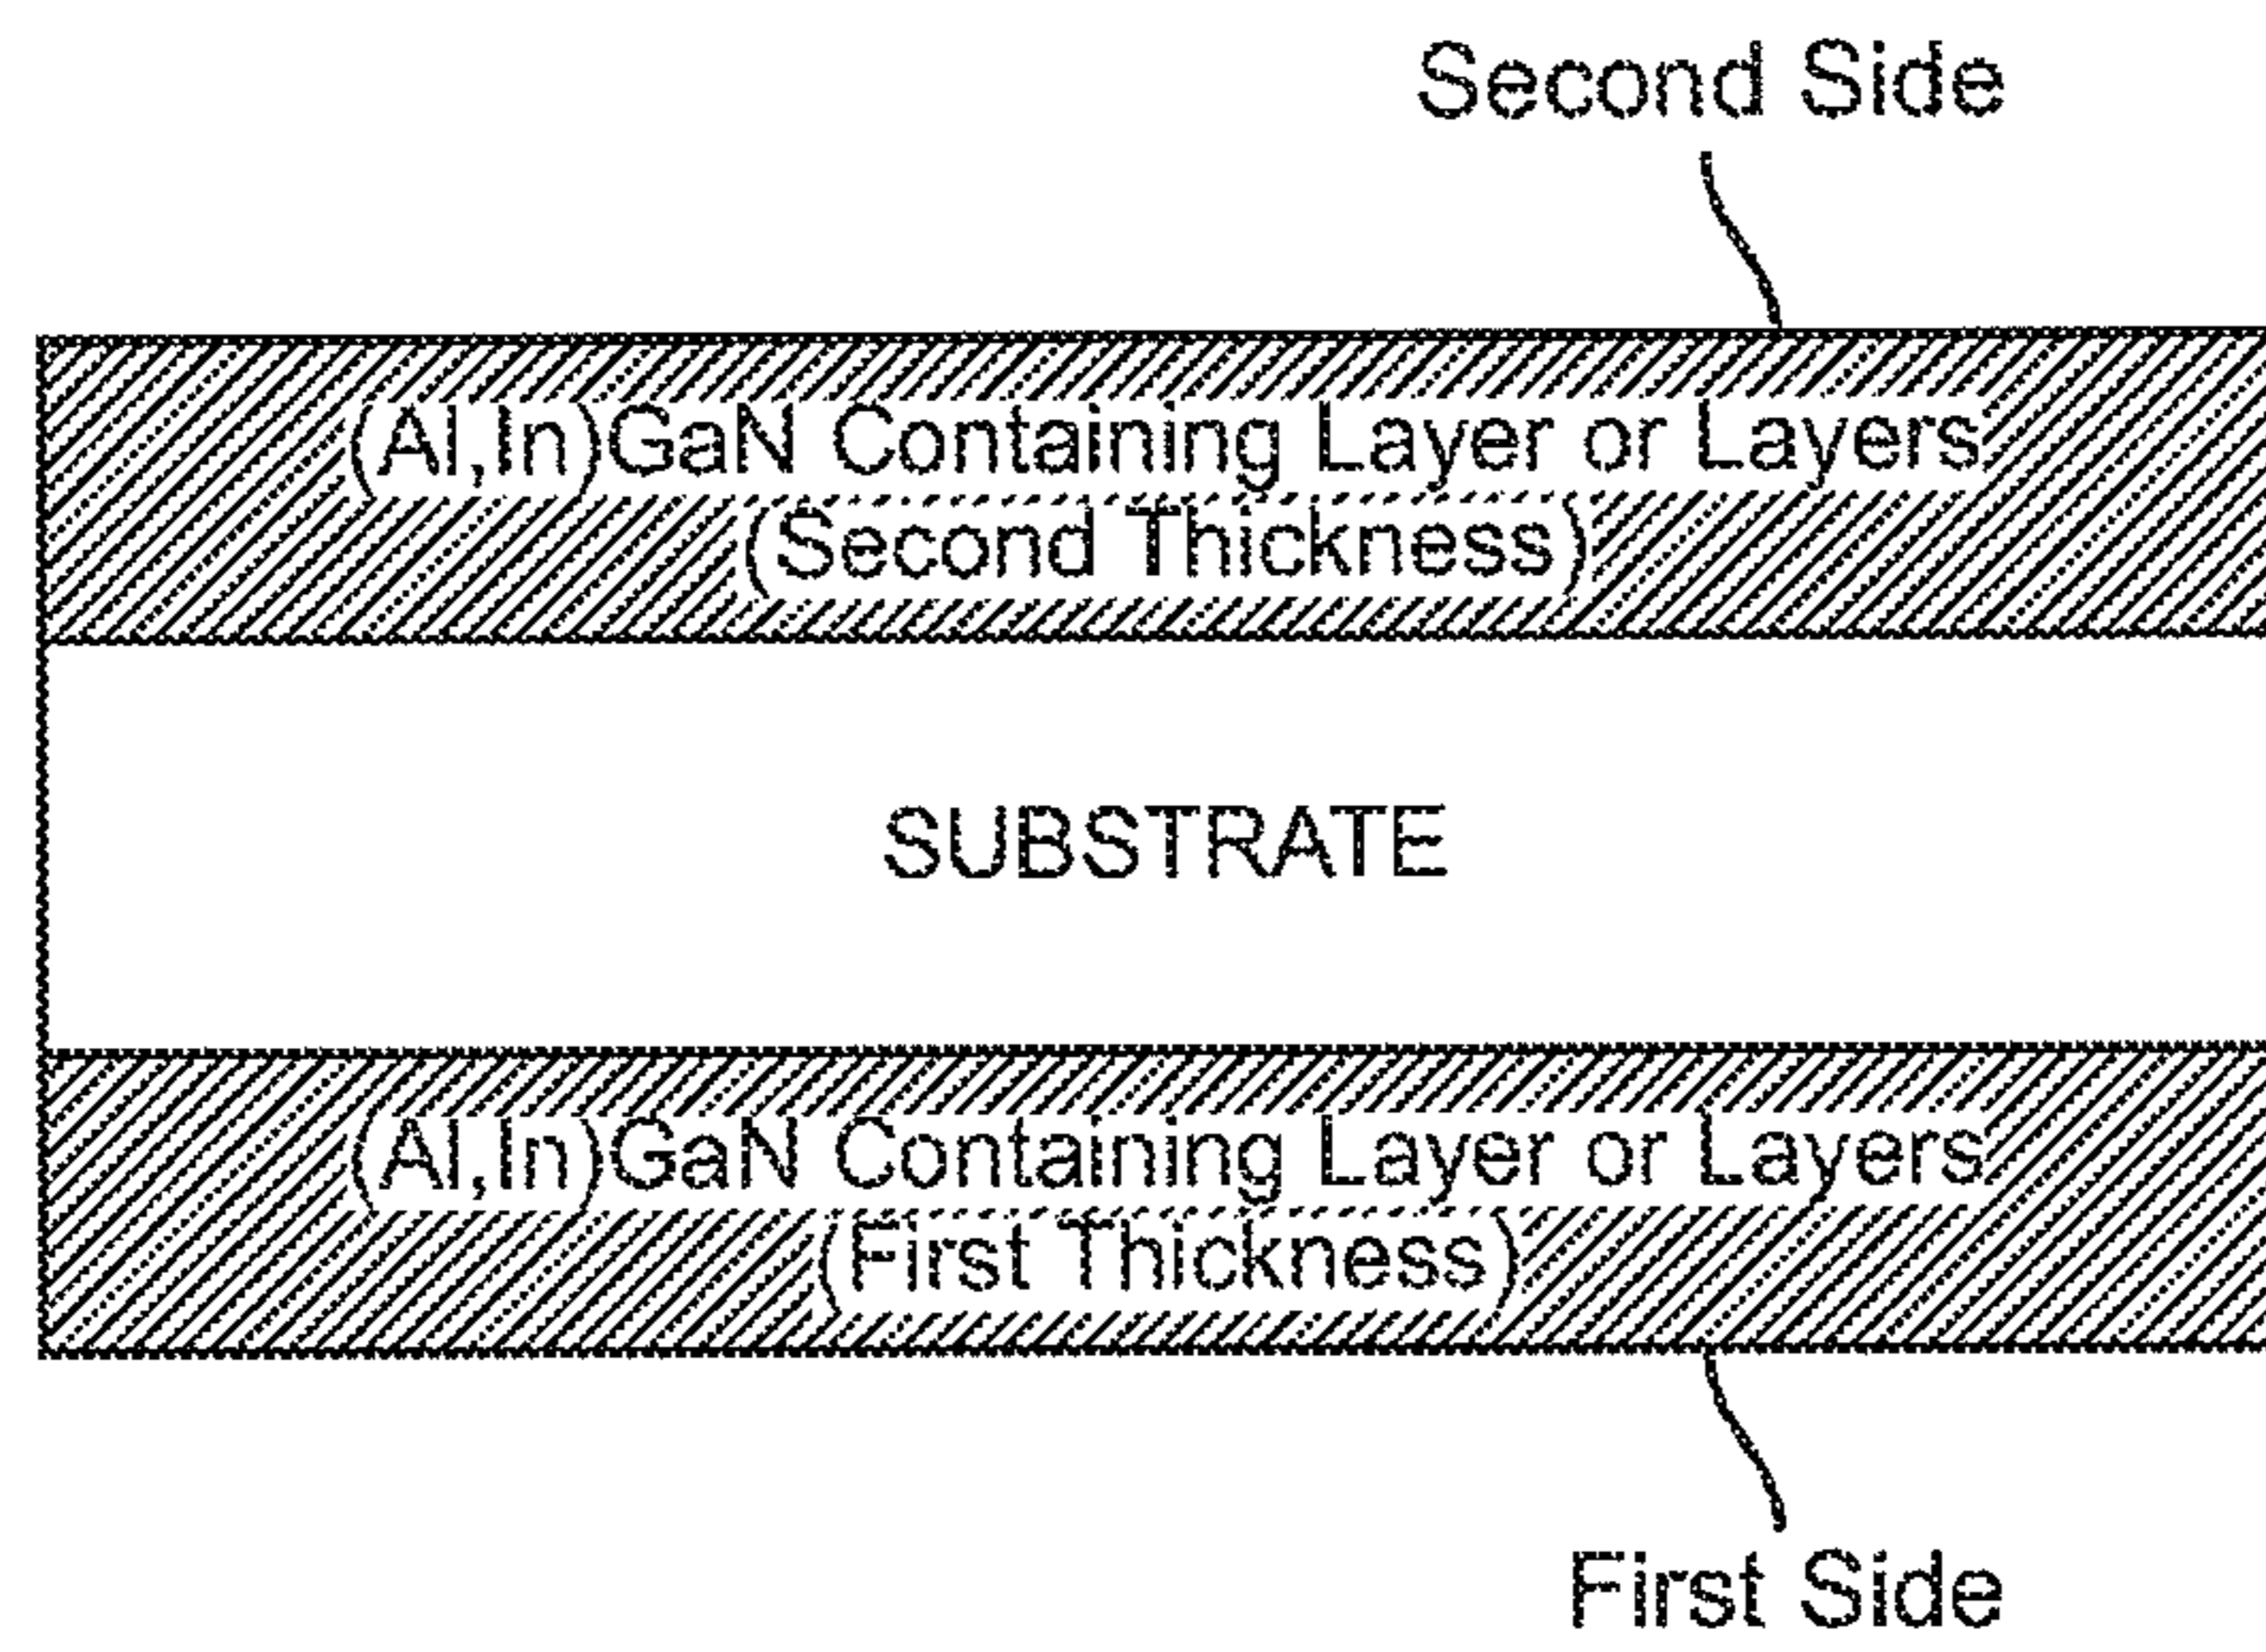 Second Side
(Al,In)GaN Containing Layer or Layers
(Second Thickness)
SUBSTRATE
(Al,In)GaN Containing Layer or Layers
(First Thickness)
First Side